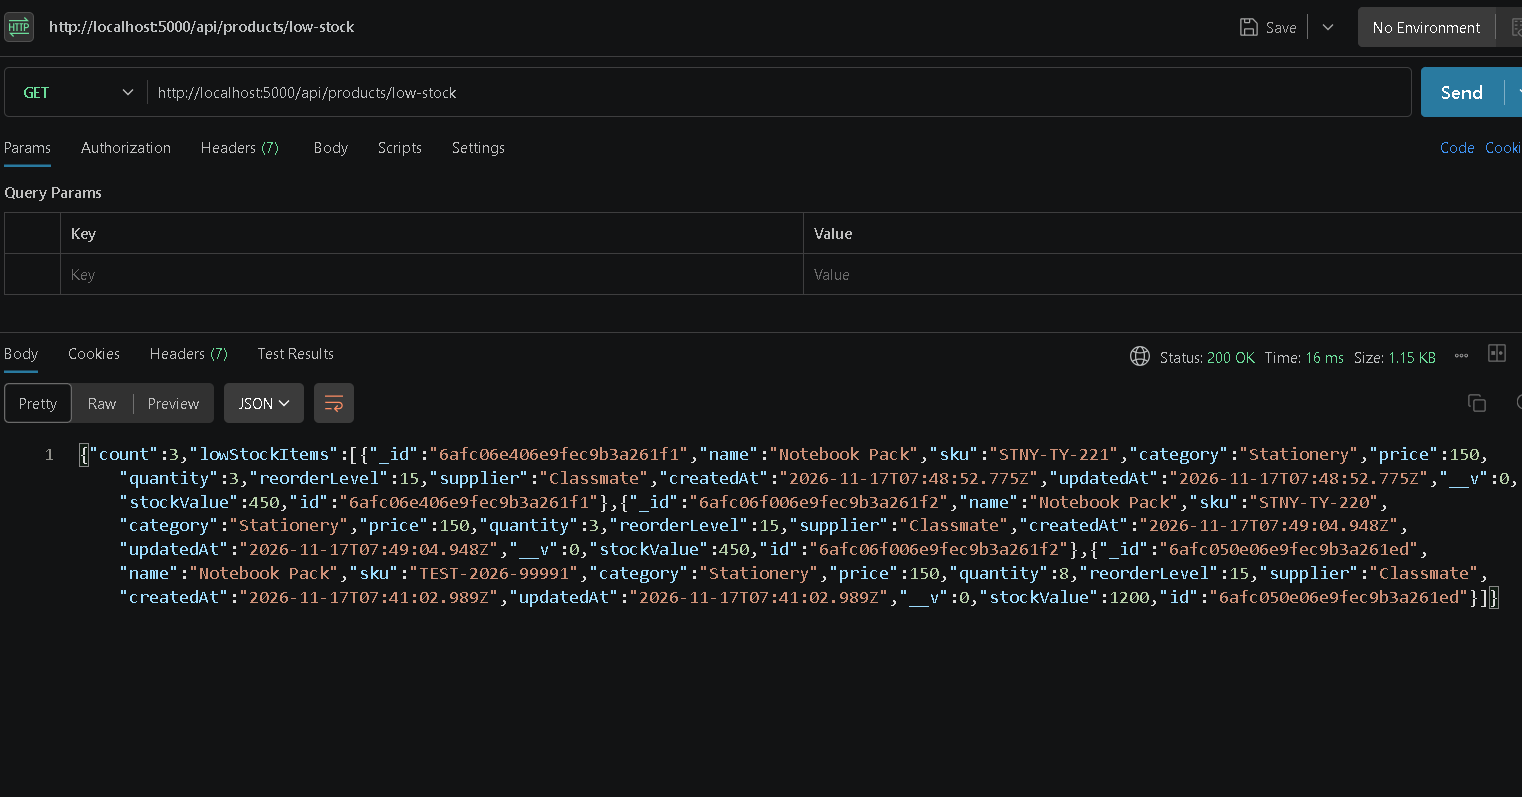 HTTP http://localhost:5000/api/products/low-stock Save No Environment
GET http://localhost:5000/api/products/low-stock Send
Params Authorization Headers (7) Body Scripts Settings Code Cooki
Query Params
Key Value
Key Value
Body Cookies Headers (7) Test Results Status: 200 OK Time: 16 ms Size: 1.15 KB
Pretty Raw Preview JSON
1 {"count":3,"lowStockItems":[{"_id":"6afc06e406e9fec9b3a261f1","name":"Notebook Pack","sku":"STNY-TY-221","category":"Stationery","price":150,
"quantity":3,"reorderLevel":15,"supplier":"Classmate","createdAt":"2026-11-17T07:48:52.775Z","updatedAt":"2026-11-17T07:48:52.775Z","__v":0,
"stockValue":450,"id":"6afc06e406e9fec9b3a261f1"},{"_id":"6afc06f006e9fec9b3a261f2","name":"Notebook Pack","sku":"STNY-TY-220",
"category":"Stationery","price":150,"quantity":3,"reorderLevel":15,"supplier":"Classmate","createdAt":"2026-11-17T07:49:04.948Z",
"updatedAt":"2026-11-17T07:49:04.948Z","__v":0,"stockValue":450,"id":"6afc06f006e9fec9b3a261f2"},{"_id":"6afc050e06e9fec9b3a261ed",
"name":"Notebook Pack","sku":"TEST-2026-99991","category":"Stationery","price":150,"quantity":8,"reorderLevel":15,"supplier":"Classmate",
"createdAt":"2026-11-17T07:41:02.989Z","updatedAt":"2026-11-17T07:41:02.989Z","__v":0,"stockValue":1200,"id":"6afc050e06e9fec9b3a261ed"}]}